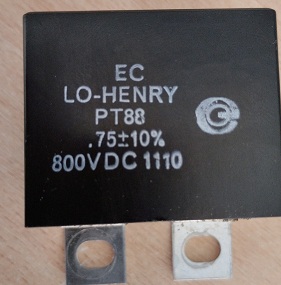 EC
LO-HENRY
PT88
.75±10%
800VDC 1110